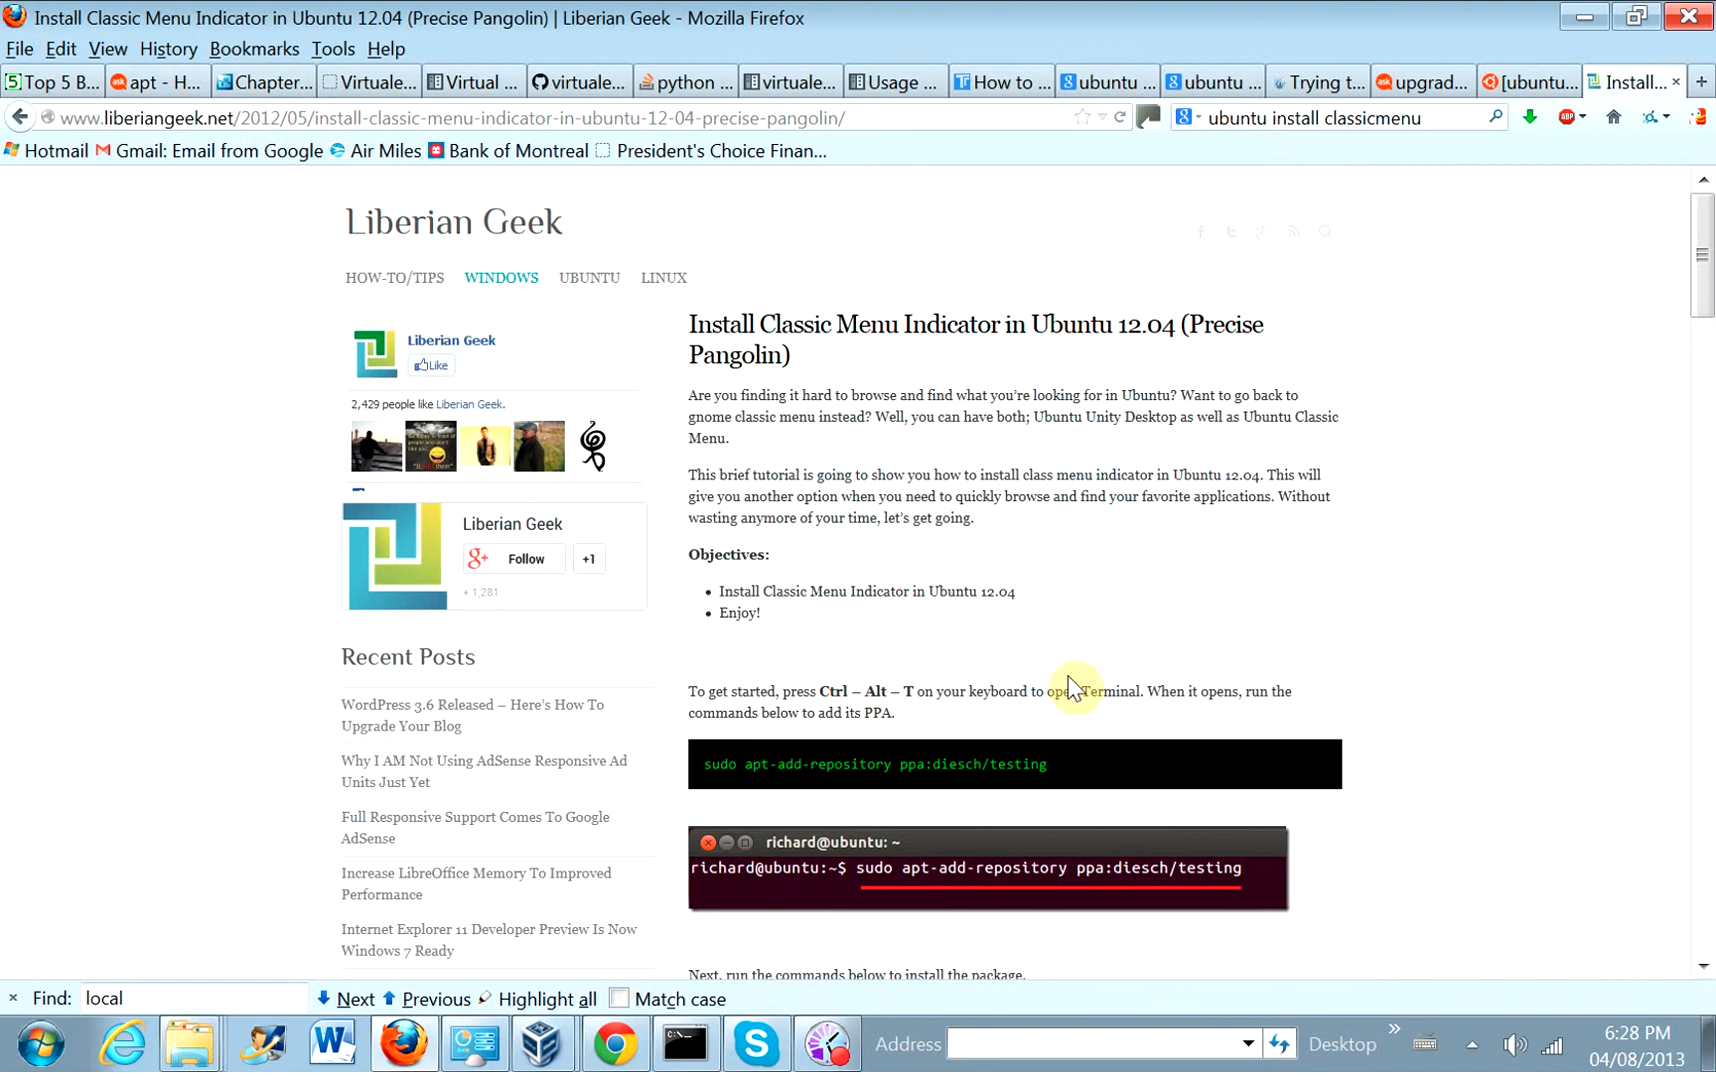 Install Classic Menu Indicator in Ubuntu 12.04 (Precise Pangolin) | Liberian Geek - Mozilla Firefox
File Edit View History Bookmarks Tools Help
Top 5 B... apt - H... Chapter... Virtuale... Virtual ... virtuale... python ... virtuale... Usage ... How to ... ubuntu ... ubuntu ... Trying t... upgrad... [ubuntu... Install...
www.liberiangeek.net/2012/05/install-classic-menu-indicator-in-ubuntu-12-04-precise-pangolin/ ubuntu install classicmenu
Hotmail Gmail: Email from Google Air Miles Bank of Montreal President's Choice Finan...
Liberian Geek
HOW-TO/TIPS WINDOWS UBUNTU LINUX
Liberian Geek
Like
2,429 people like Liberian Geek.
Liberian Geek
g+ Follow +1
+ 1,281
Recent Posts
WordPress 3.6 Released – Here's How To
Upgrade Your Blog
Why I AM Not Using AdSense Responsive Ad
Units Just Yet
Full Responsive Support Comes To Google
AdSense
Increase LibreOffice Memory To Improved
Performance
Internet Explorer 11 Developer Preview Is Now
Windows 7 Ready
Install Classic Menu Indicator in Ubuntu 12.04 (Precise
Pangolin)
Are you finding it hard to browse and find what you're looking for in Ubuntu? Want to go back to
gnome classic menu instead? Well, you can have both; Ubuntu Unity Desktop as well as Ubuntu Classic
Menu.
This brief tutorial is going to show you how to install class menu indicator in Ubuntu 12.04. This will
give you another option when you need to quickly browse and find your favorite applications. Without
wasting anymore of your time, let's get going.
Objectives:
• Install Classic Menu Indicator in Ubuntu 12.04
• Enjoy!
To get started, press Ctrl – Alt – T on your keyboard to open Terminal. When it opens, run the
commands below to add its PPA.
sudo apt-add-repository ppa:diesch/testing
richard@ubuntu: ~
richard@ubuntu:~$ sudo apt-add-repository ppa:diesch/testing
Next, run the commands below to install the package.
× Find: local Next Previous Highlight all Match case
Address Desktop » 6:28 PM
04/08/2013